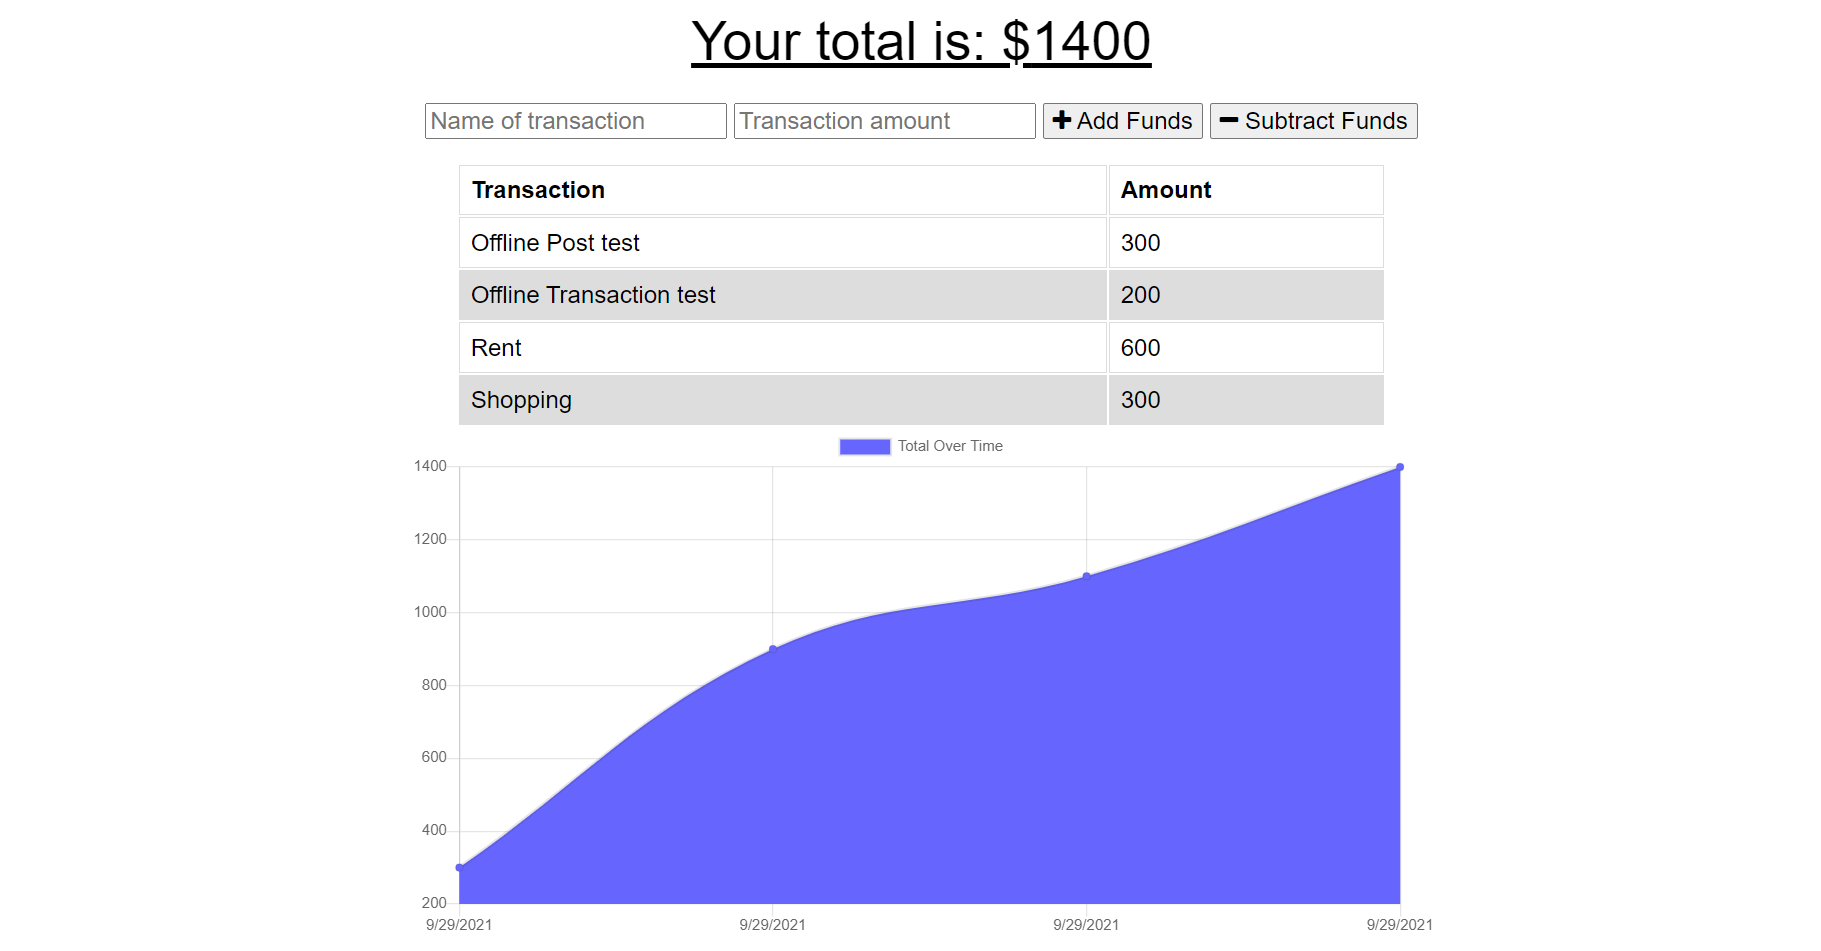 Your total is: $1400
Name of transaction Transaction amount Add Funds Subtract Funds
Transaction Amount
Offline Post test 300
Offline Transaction test 200
Rent 600
Shopping 300
Total Over Time
1400
1200
1000
800
600
400
200
9/29/2021 9/29/2021 9/29/2021 9/29/2021